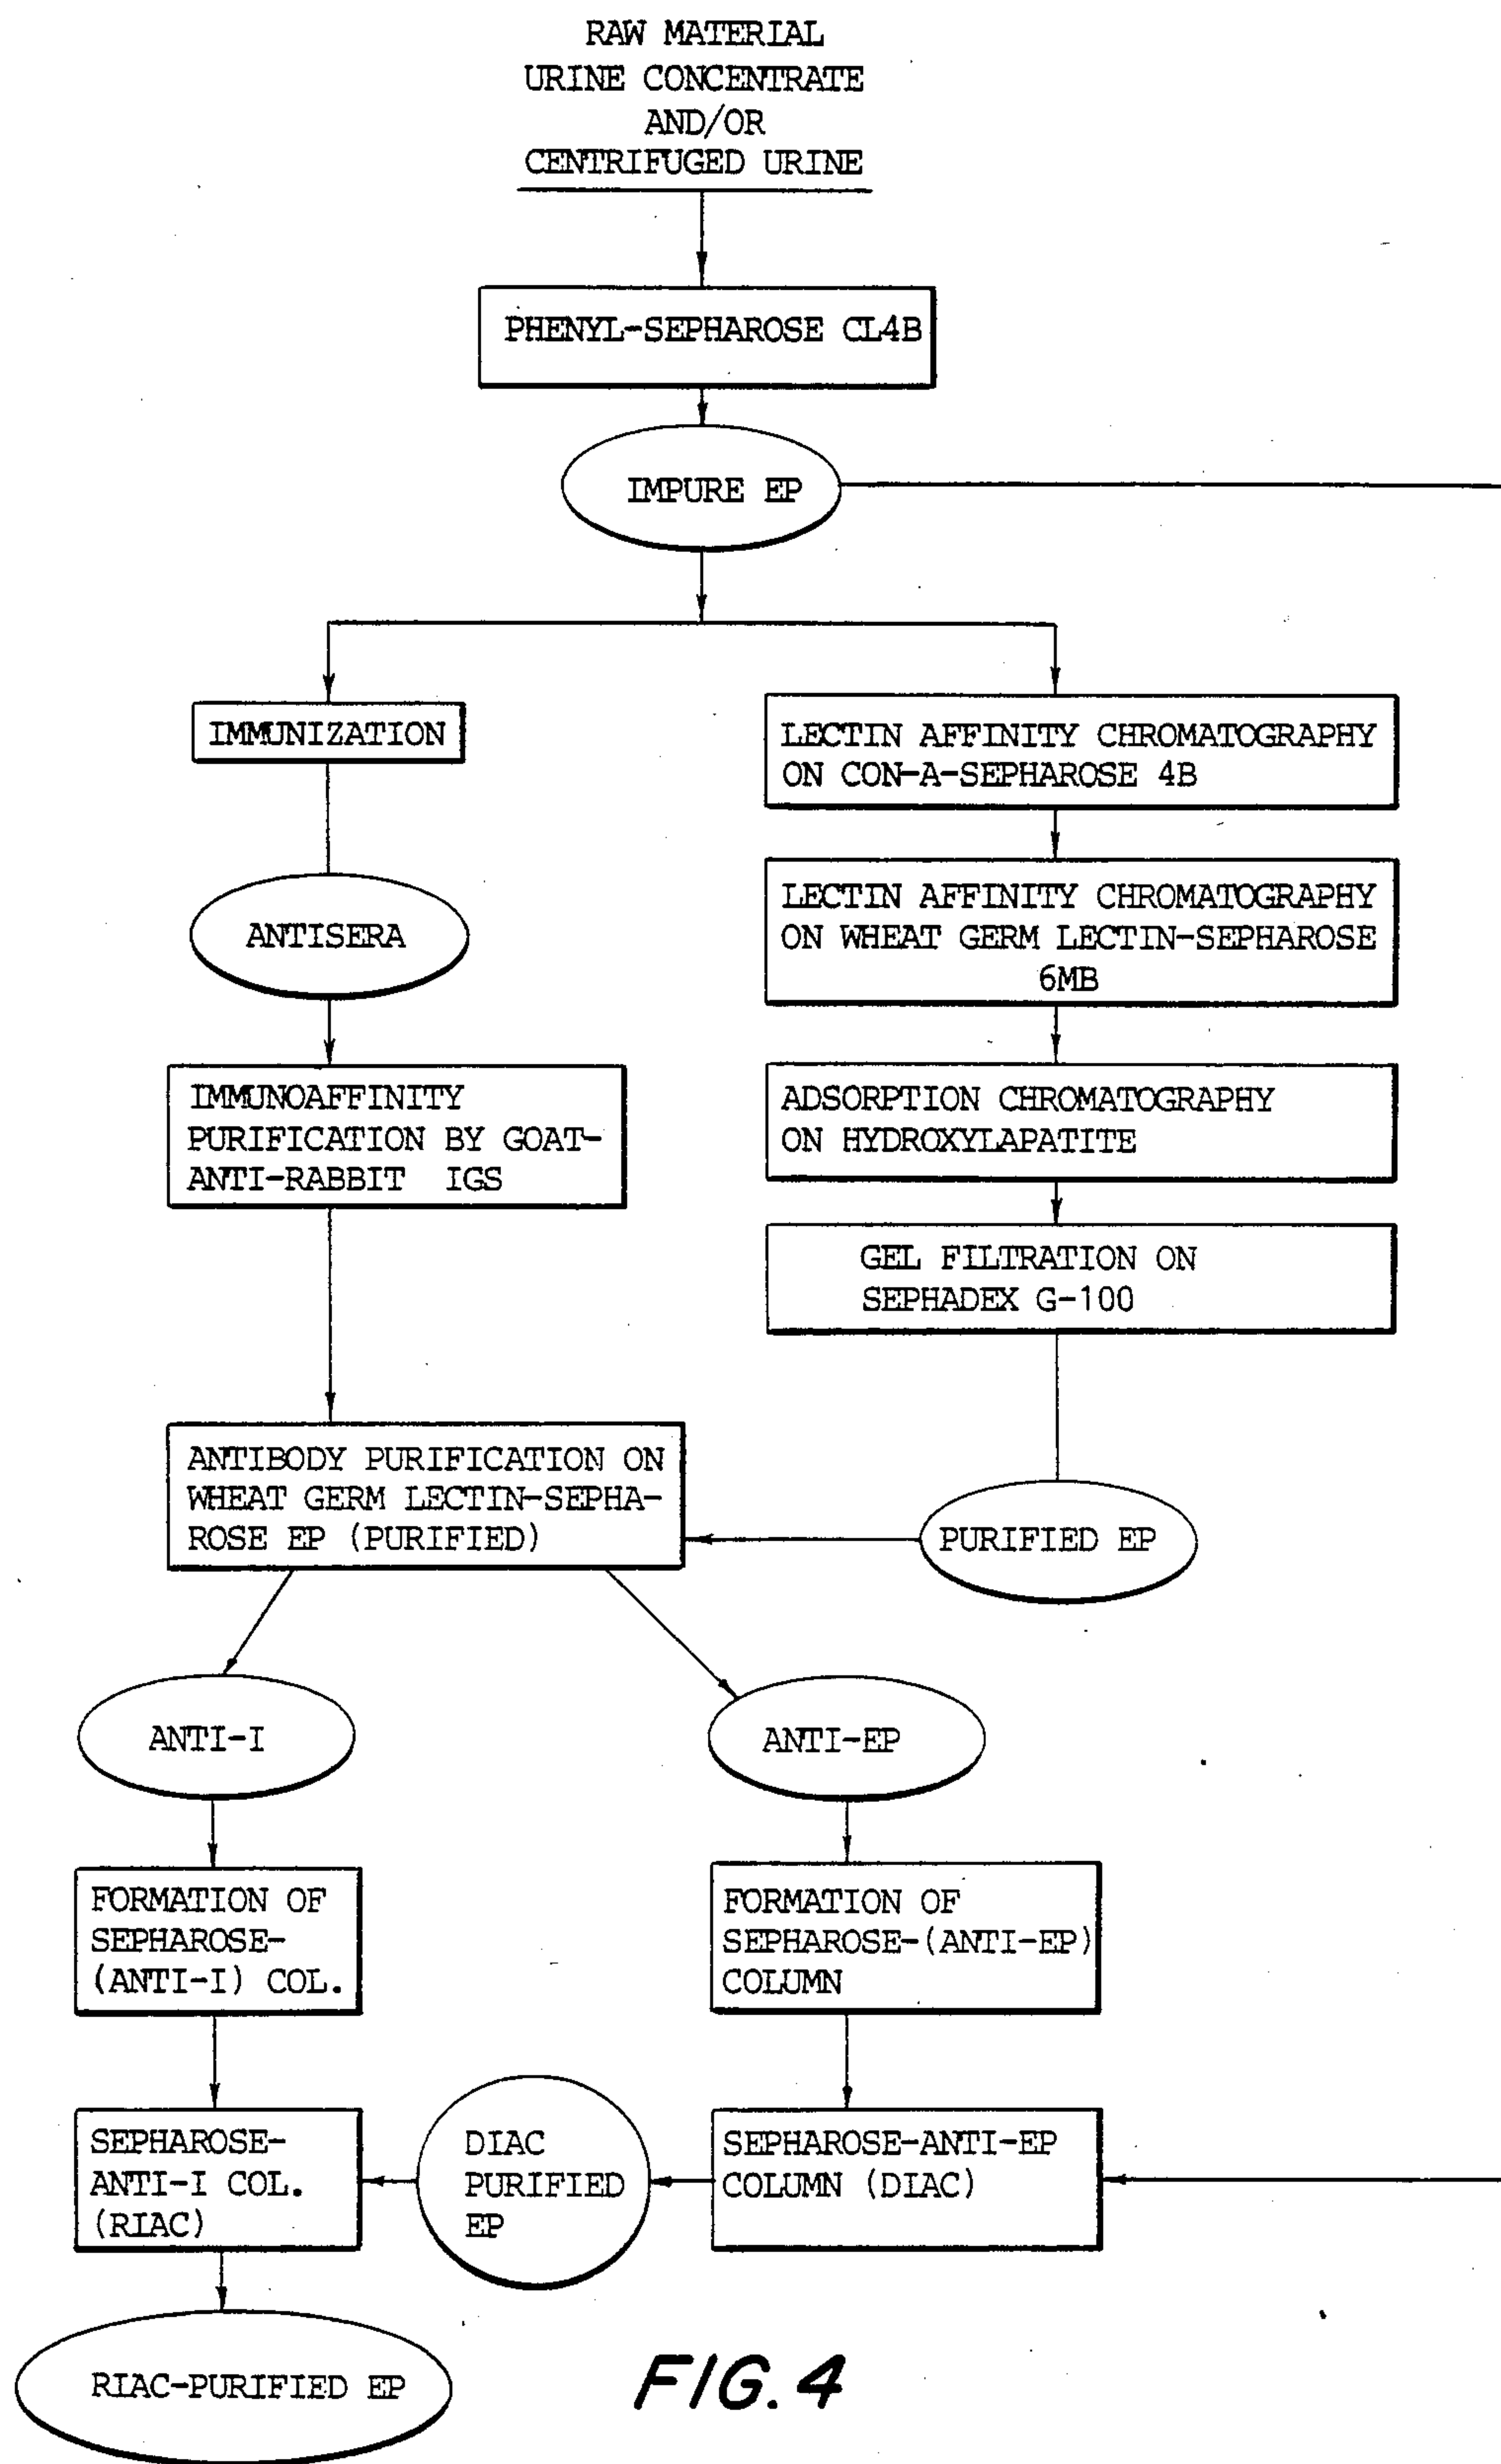 RAW MATERIAL
URINE CONCENTRATE
AND/OR
CENTRIFUGED URINE
PHENYL-SEPHAROSE CL4B
IMPURE EP
IMMUNIZATION
LECTIN AFFINITY CHROMATOGRAPHY
ON CON-A-SEPHAROSE 4B
LECTIN AFFINITY CHROMATOGRAPHY
ON WHEAT GERM LECTIN-SEPHAROSE
6MB
ANTISERA
IMMUNOAFFINITY
PURIFICATION BY GOAT-
ANTI-RABBIT IGS
ADSORPTION CHROMATOGRAPHY
ON HYDROXYLAPATITE
GEL FILTRATION ON
SEPHADEX G-100
ANTIBODY PURIFICATION ON
WHEAT GERM LECTIN-SEPHA-
ROSE EP (PURIFIED)
PURIFIED EP
ANTI-I
ANTI-EP
FORMATION OF
SEPHAROSE-
(ANTI-I) COL.
FORMATION OF
SEPHAROSE-(ANTI-EP)
COLUMN
SEPHAROSE-
ANTI-I COL.
(RIAC)
DIAC
PURIFIED
EP
SEPHAROSE-ANTI-EP
COLUMN (DIAC)
RIAC-PURIFIED EP
FIG. 4